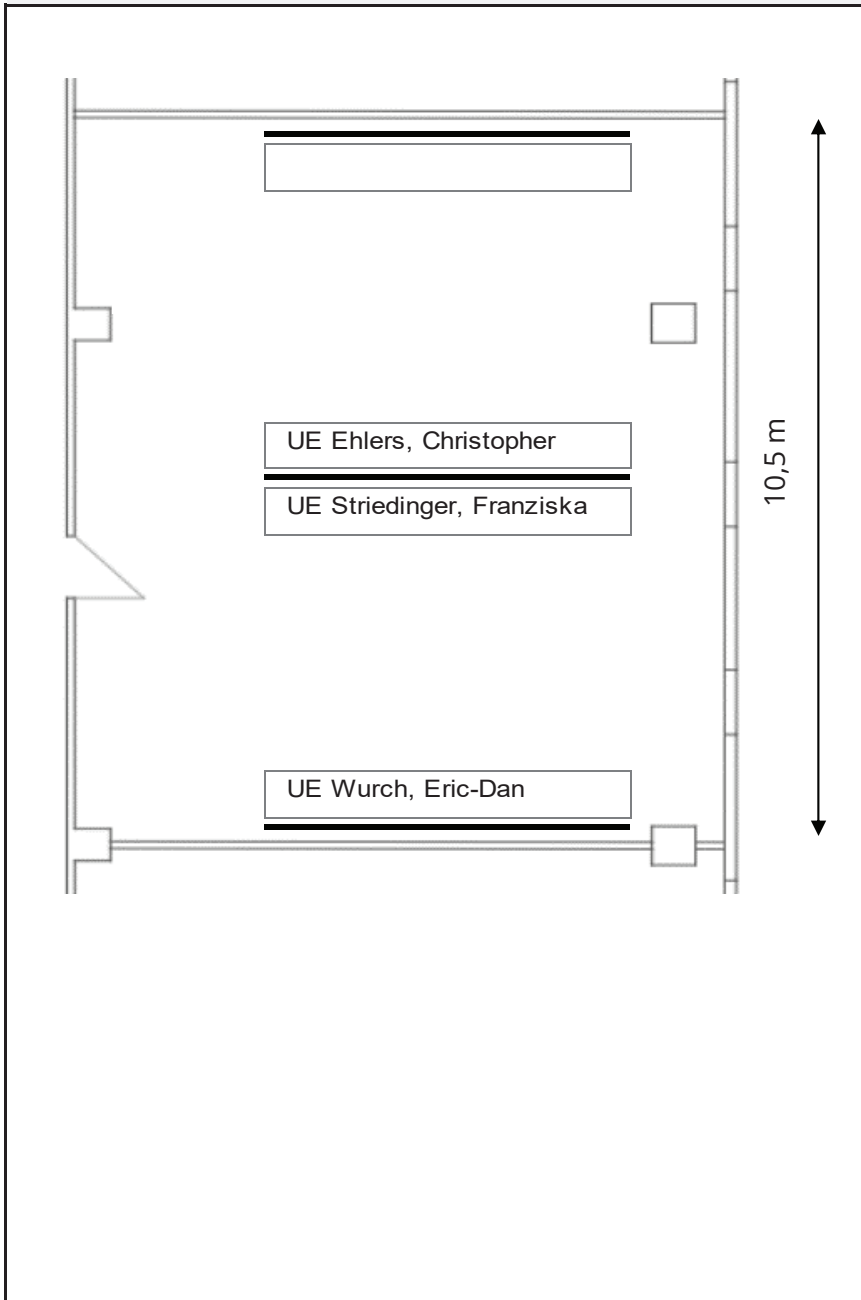 UE Ehlers, Christopher
UE Striedinger, Franziska
10,5 m
UE Wurch, Eric-Dan